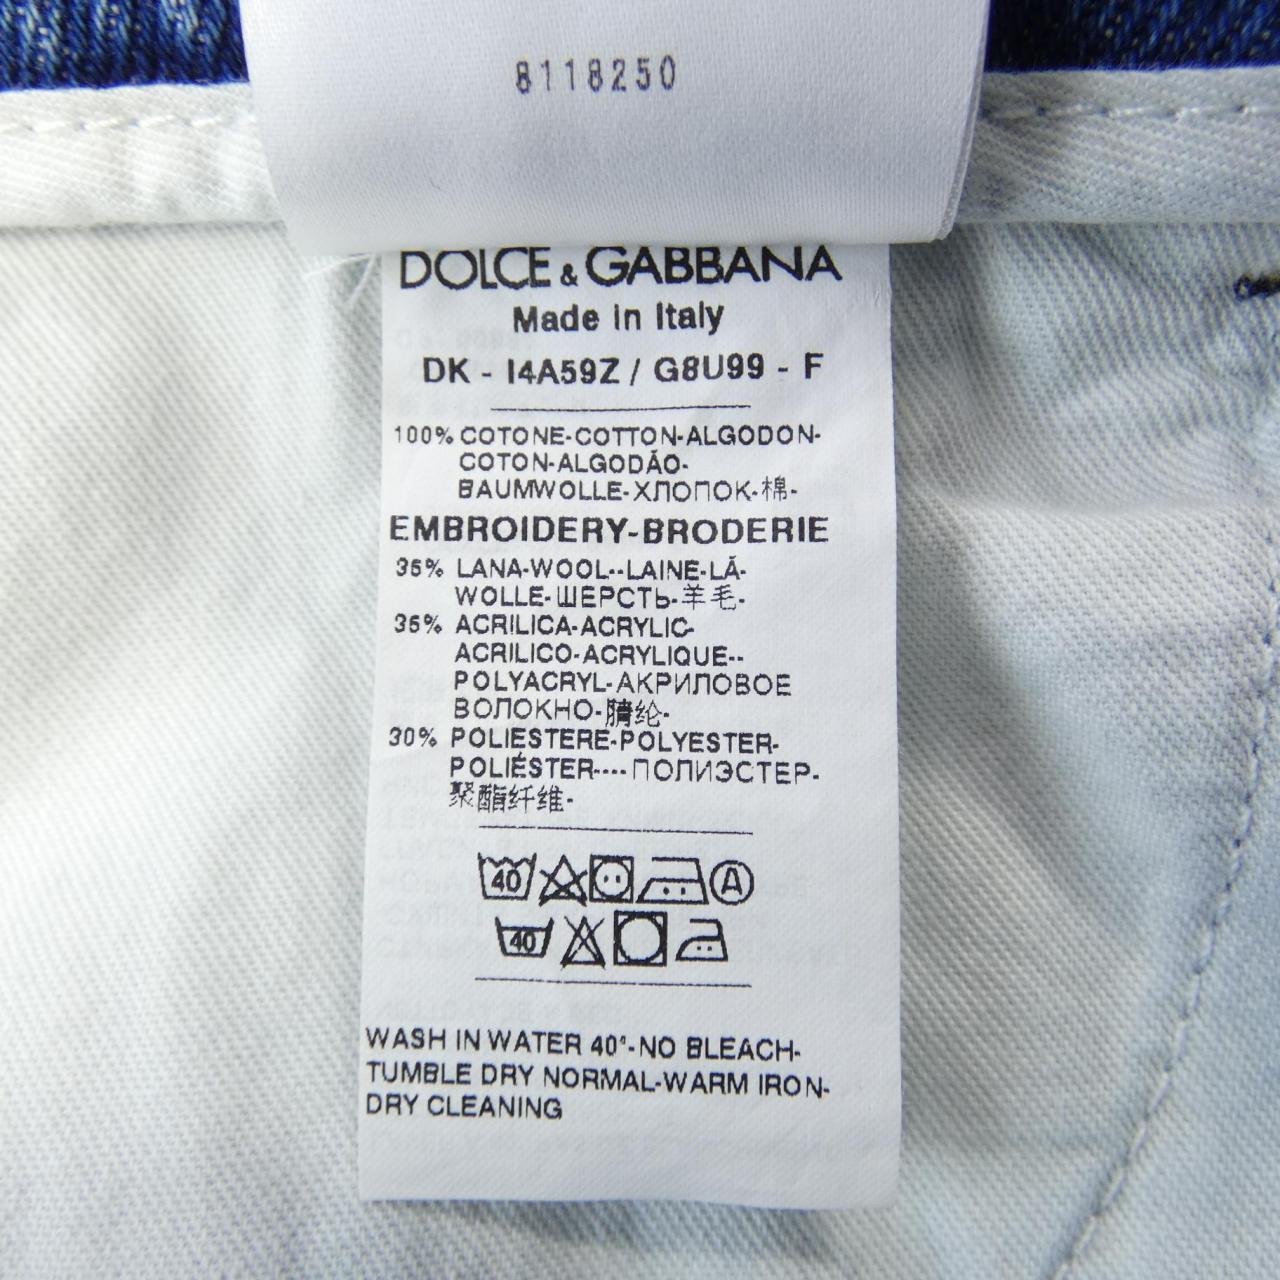 8118250
DOLCE & GABBANA
Made in Italy
DK - I4A59Z / G8U99 - F
100% COTONE-COTTON-ALGODON-
COTON-ALGODÃO-
BAUMWOLLE-ХЛОПОК-棉-
EMBROIDERY-BRODERIE
35% LANA-WOOL--LAINE-LÃ-
WOLLE-ШЕРСТЬ-羊毛-
35% ACRILICA-ACRYLIC-
ACRILICO-ACRYLIQUE--
POLYACRYL-АКРИЛОВОЕ
ВОЛОКНО-腈纶-
30% POLIESTERE-POLYESTER-
POLIÉSTER----ПОЛИЭСТЕР-
聚酯纤维-
40 A
40
WASH IN WATER 40°-NO BLEACH-
TUMBLE DRY NORMAL-WARM IRON-
DRY CLEANING